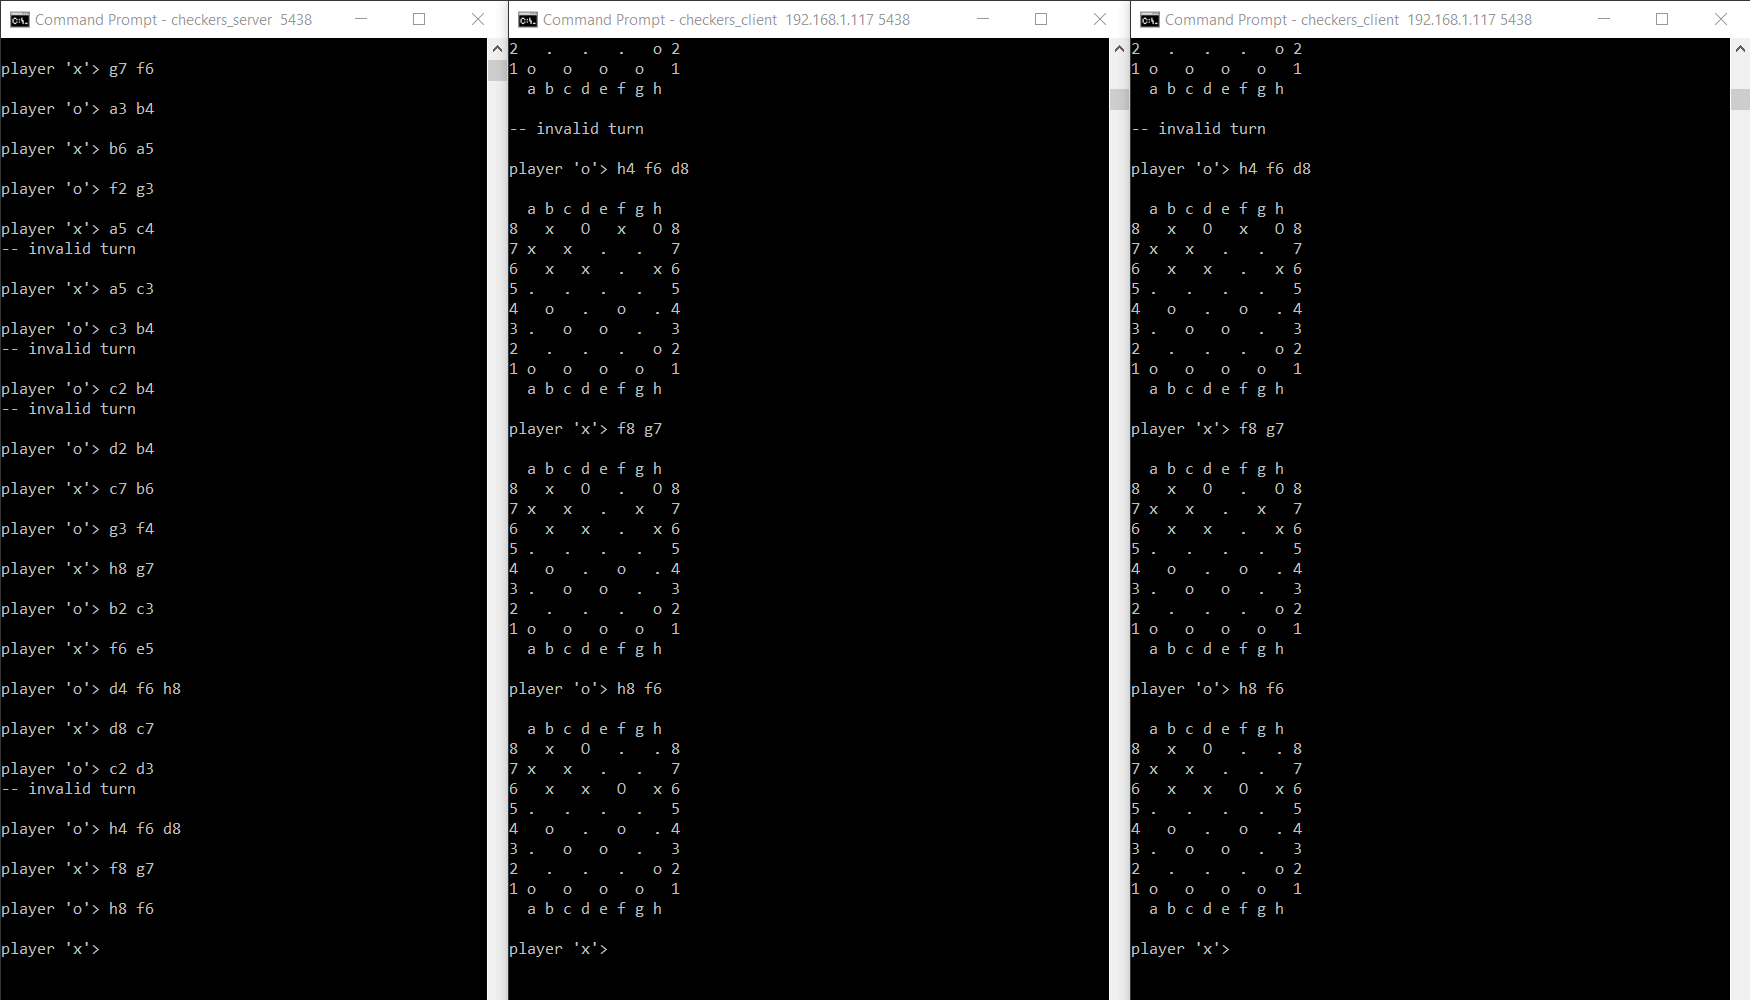 Command Prompt - checkers_server  5438
player 'x'> g7 f6
player 'o'> a3 b4
player 'x'> b6 a5
player 'o'> f2 g3
player 'x'> a5 c4
-- invalid turn
player 'x'> a5 c3
player 'o'> c3 b4
-- invalid turn
player 'o'> c2 b4
-- invalid turn
player 'o'> d2 b4
player 'x'> c7 b6
player 'o'> g3 f4
player 'x'> h8 g7
player 'o'> b2 c3
player 'x'> f6 e5
player 'o'> d4 f6 h8
player 'x'> d8 c7
player 'o'> c2 d3
-- invalid turn
player 'o'> h4 f6 d8
player 'x'> f8 g7
player 'o'> h8 f6
player 'x'>
Command Prompt - checkers_client  192.168.1.117 5438
2   .   .   .   o 2
1 o   o   o   o   1
  a b c d e f g h
-- invalid turn
player 'o'> h4 f6 d8
  a b c d e f g h
8   x   O   x   O 8
7 x   x   .   .   7
6   x   x   .   x 6
5 .   .   .   .   5
4   o   .   o   . 4
3 .   o   o   .   3
2   .   .   .   o 2
1 o   o   o   o   1
  a b c d e f g h
player 'x'> f8 g7
  a b c d e f g h
8   x   O   .   O 8
7 x   x   .   x   7
6   x   x   .   x 6
5 .   .   .   .   5
4   o   .   o   . 4
3 .   o   o   .   3
2   .   .   .   o 2
1 o   o   o   o   1
  a b c d e f g h
player 'o'> h8 f6
  a b c d e f g h
8   x   O   .   . 8
7 x   x   .   .   7
6   x   x   O   x 6
5 .   .   .   .   5
4   o   .   o   . 4
3 .   o   o   .   3
2   .   .   .   o 2
1 o   o   o   o   1
  a b c d e f g h
player 'x'>
Command Prompt - checkers_client  192.168.1.117 5438
2   .   .   .   o 2
1 o   o   o   o   1
  a b c d e f g h
-- invalid turn
player 'o'> h4 f6 d8
  a b c d e f g h
8   x   O   x   O 8
7 x   x   .   .   7
6   x   x   .   x 6
5 .   .   .   .   5
4   o   .   o   . 4
3 .   o   o   .   3
2   .   .   .   o 2
1 o   o   o   o   1
  a b c d e f g h
player 'x'> f8 g7
  a b c d e f g h
8   x   O   .   O 8
7 x   x   .   x   7
6   x   x   .   x 6
5 .   .   .   .   5
4   o   .   o   . 4
3 .   o   o   .   3
2   .   .   .   o 2
1 o   o   o   o   1
  a b c d e f g h
player 'o'> h8 f6
  a b c d e f g h
8   x   O   .   . 8
7 x   x   .   .   7
6   x   x   O   x 6
5 .   .   .   .   5
4   o   .   o   . 4
3 .   o   o   .   3
2   .   .   .   o 2
1 o   o   o   o   1
  a b c d e f g h
player 'x'>